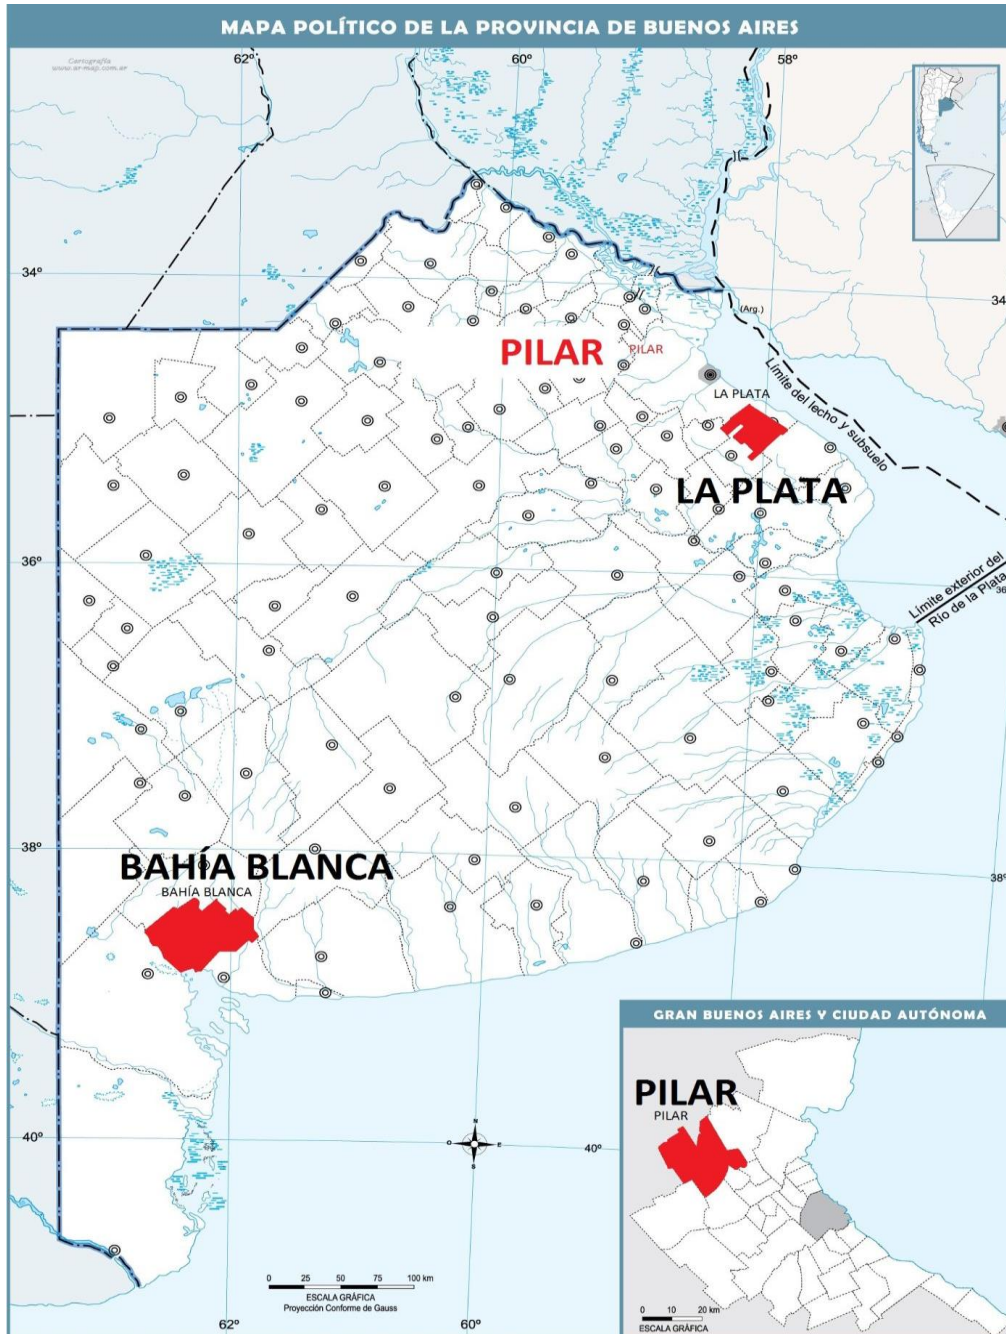 MAPA POLÍTICO DE LA PROVINCIA DE BUENOS AIRES
Cartografía
www.ar-map.com.ar
62º
60º
58º
34º
34
(Arg.)
PILAR
PILAR
Límite del lecho y subsuelo
LA PLATA
LA PLATA
36º
36
Límite exterior del
Río de la Plata
38º
38º
BAHÍA BLANCA
BAHÍA BLANCA
GRAN BUENOS AIRES Y CIUDAD AUTÓNOMA
PILAR
PILAR
40º
40º
N
O
E
S
0 25 50 75 100 km
ESCALA GRÁFICA
Proyección Conforme de Gauss
0 10 20 km
ESCALA GRÁFICA
62º
60º